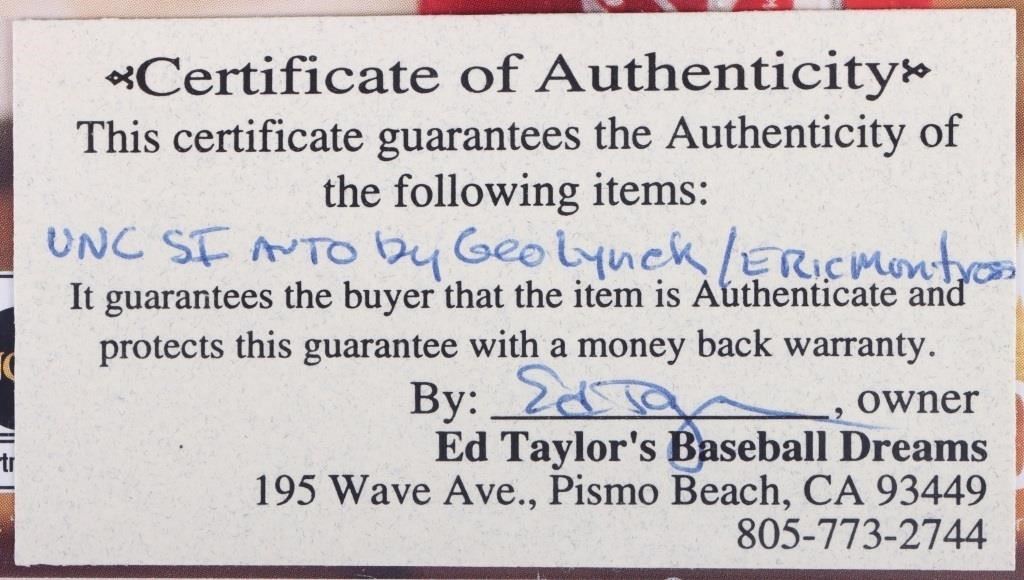 Certificate of Authenticity
This certificate guarantees the Authenticity of
the following items:
UNC SI AUTO by Geo Lynch / ERic Montross
It guarantees the buyer that the item is Authenticate and
protects this guarantee with a money back warranty.
By: Ed Taylor, owner
Ed Taylor's Baseball Dreams
195 Wave Ave., Pismo Beach, CA 93449
805-773-2744